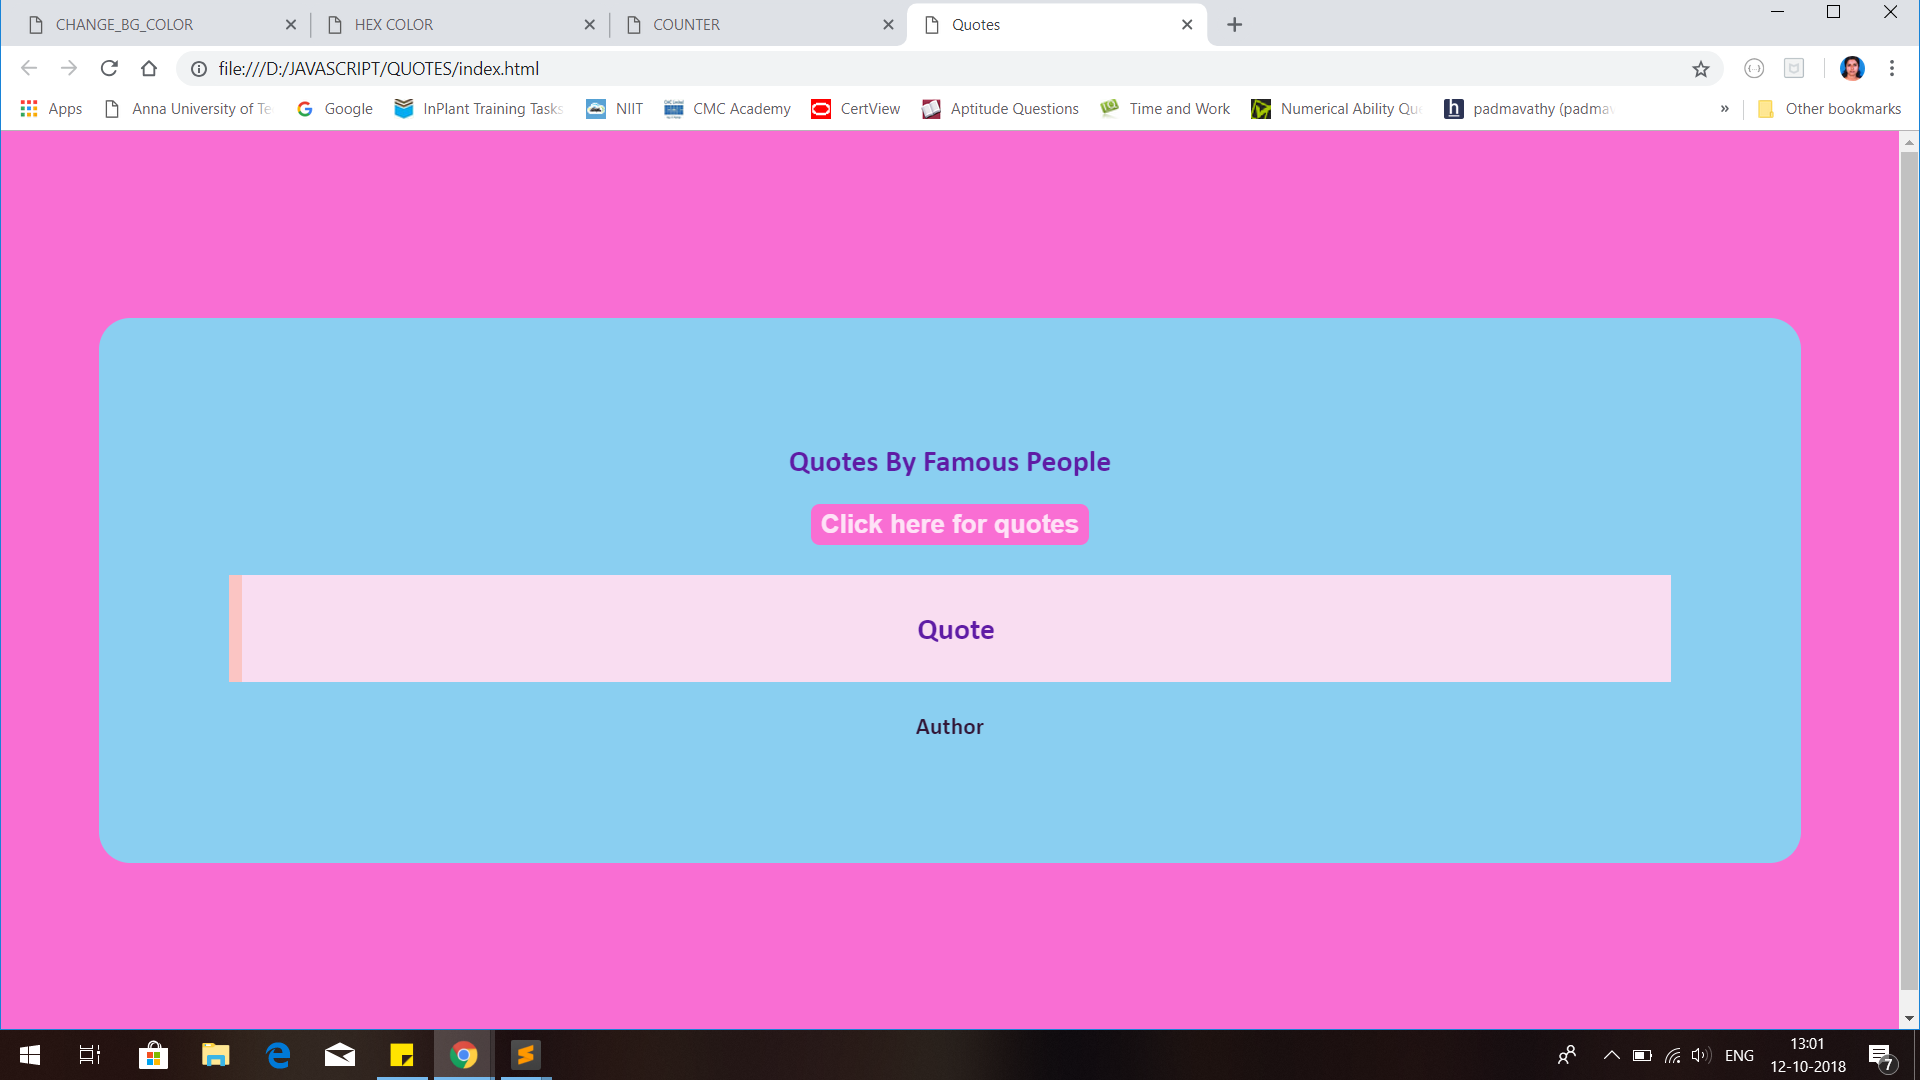 CHANGE_BG_COLOR HEX COLOR COUNTER Quotes
file:///D:/JAVASCRIPT/QUOTES/index.html
Apps Anna University of Te Google InPlant Training Tasks NIIT CMC Academy CertView Aptitude Questions Time and Work Numerical Ability Que padmavathy (padmav » Other bookmarks
Quotes By Famous People
Click here for quotes
Quote
Author
ENG 13:01
12-10-2018 7